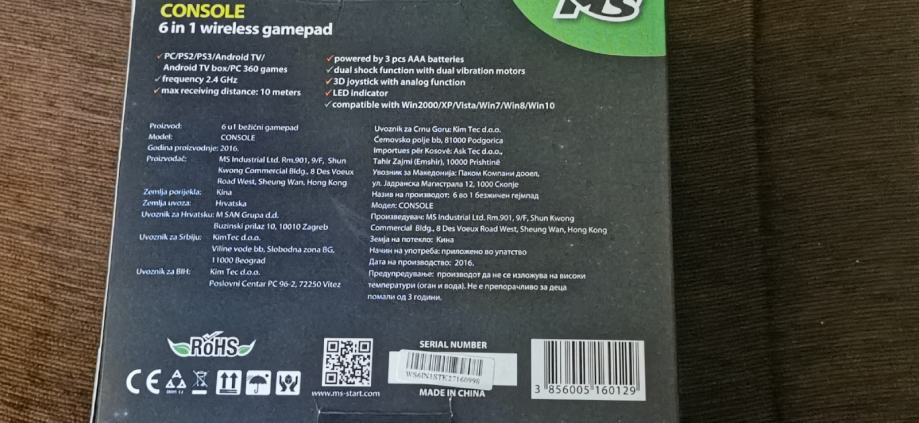 CONSOLE
MS
6 in 1 wireless gamepad
✓PC/PS2/PS3/Android TV/
Android TV box/PC 360 games
✓frequency 2.4 GHz
✓max receiving distance: 10 meters
✓powered by 3 pcs AAA batteries
✓dual shock function with dual vibration motors
✓3D joystick with analog function
✓LED indicator
✓compatible with Win2000/XP/Vista/Win7/Win8/Win10
Proizvod: 6 u 1 bežični gamepad
Model: CONSOLE
Godina proizvodnje: 2016.
Proizvođač: MS Industrial Ltd. Rm.901, 9/F, Shun
Kwong Commercial Bldg., 8 Des Voeux
Road West, Sheung Wan, Hong Kong
Zemlja porijekla: Kina
Zemlja uvoza: Hrvatska
Uvoznik za Hrvatsku: M SAN Grupa d.d.
Buzinski prilaz 10, 10010 Zagreb
Uvoznik za Srbiju: KimTec d.o.o.
Viline vode bb, Slobodna zona BG,
11000 Beograd
Uvoznik za BIH: Kim Tec d.o.o.
Poslovni Centar PC 96-2, 72250 Vitez
Uvoznik za Crnu Goru: Kim Tec d.o.o.
Ćemovsko polje bb, 81000 Podgorica
Importues për Kosovë: Ask Tec d.o.o.,
Tahir Zajmi (Emshir), 10000 Prishtinë
Увозник за Македонија: Паком Компани дооел,
ул. Јадранска Магистрала 12, 1000 Скопје
Назив на производот: 6 во 1 безжичен гејмпад
Модел: CONSOLE
Произведувач: MS Industrial Ltd. Rm.901, 9/F, Shun Kwong
Commercial Bldg., 8 Des Voeux Road West, Sheung Wan, Hong Kong
Земја на потекло: Кина
Начин на употреба: приложено во упатство
Дата на производство: 2016.
Предупредување: производот да не се изложува на високи
температури (оган и вода). Не е препорачливо за деца
помали од 3 години.
RoHS
CE
www.ms-start.com
SERIAL NUMBER
MADE IN CHINA
3 856005 160129